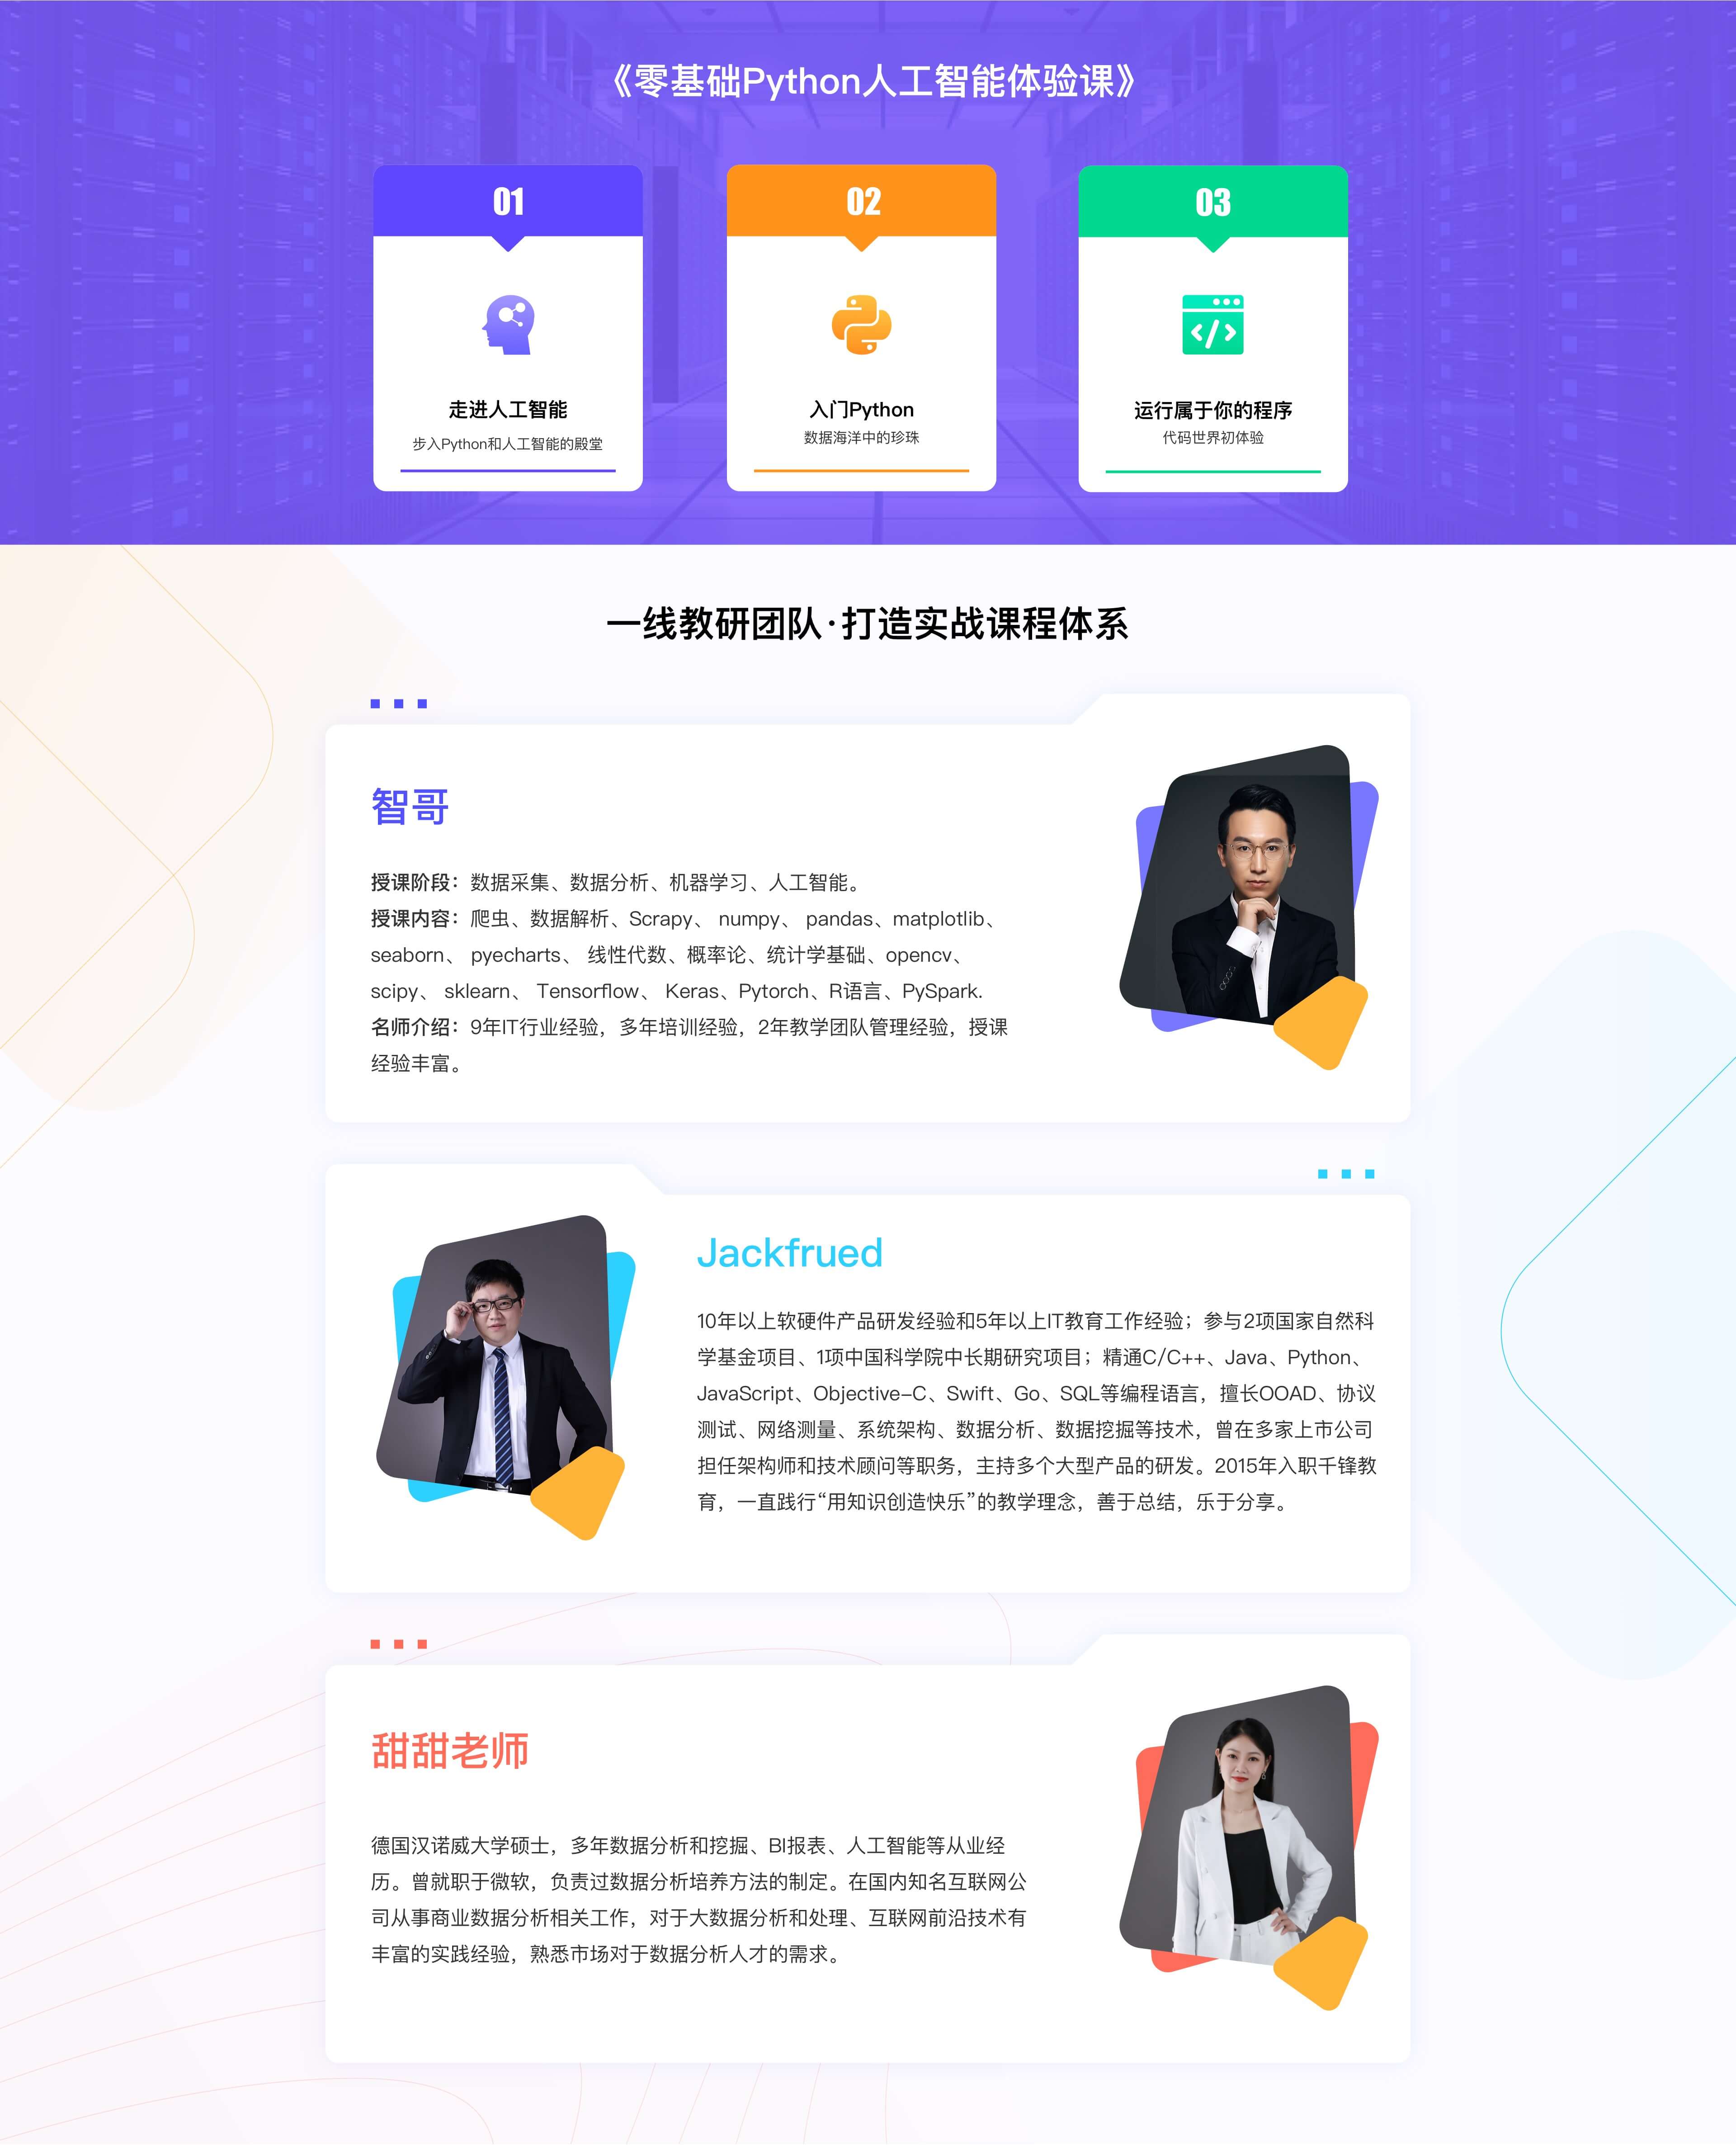 《零基础Python人工智能体验课》
01
02
03
走进人工智能
步入Python和人工智能的殿堂
入门Python
数据海洋中的珍珠
运行属于你的程序
代码世界初体验
一线教研团队·打造实战课程体系
智哥
授课阶段：数据采集、数据分析、机器学习、人工智能。
授课内容：爬虫、数据解析、Scrapy、 numpy、 pandas、matplotlib、
seaborn、 pyecharts、 线性代数、概率论、统计学基础、opencv、
scipy、 sklearn、 Tensorflow、 Keras、Pytorch、R语言、PySpark.
名师介绍：9年IT行业经验，多年培训经验，2年教学团队管理经验，授课
经验丰富。
Jackfrued
10年以上软硬件产品研发经验和5年以上IT教育工作经验；参与2项国家自然科
学基金项目、1项中国科学院中长期研究项目；精通C/C++、Java、Python、
JavaScript、Objective-C、Swift、Go、SQL等编程语言，擅长OOAD、协议
测试、网络测量、系统架构、数据分析、数据挖掘等技术，曾在多家上市公司
担任架构师和技术顾问等职务，主持多个大型产品的研发。2015年入职千锋教
育，一直践行“用知识创造快乐”的教学理念，善于总结，乐于分享。
甜甜老师
德国汉诺威大学硕士，多年数据分析和挖掘、BI报表、人工智能等从业经
历。曾就职于微软，负责过数据分析培养方法的制定。在国内知名互联网公
司从事商业数据分析相关工作，对于大数据分析和处理、互联网前沿技术有
丰富的实践经验，熟悉市场对于数据分析人才的需求。